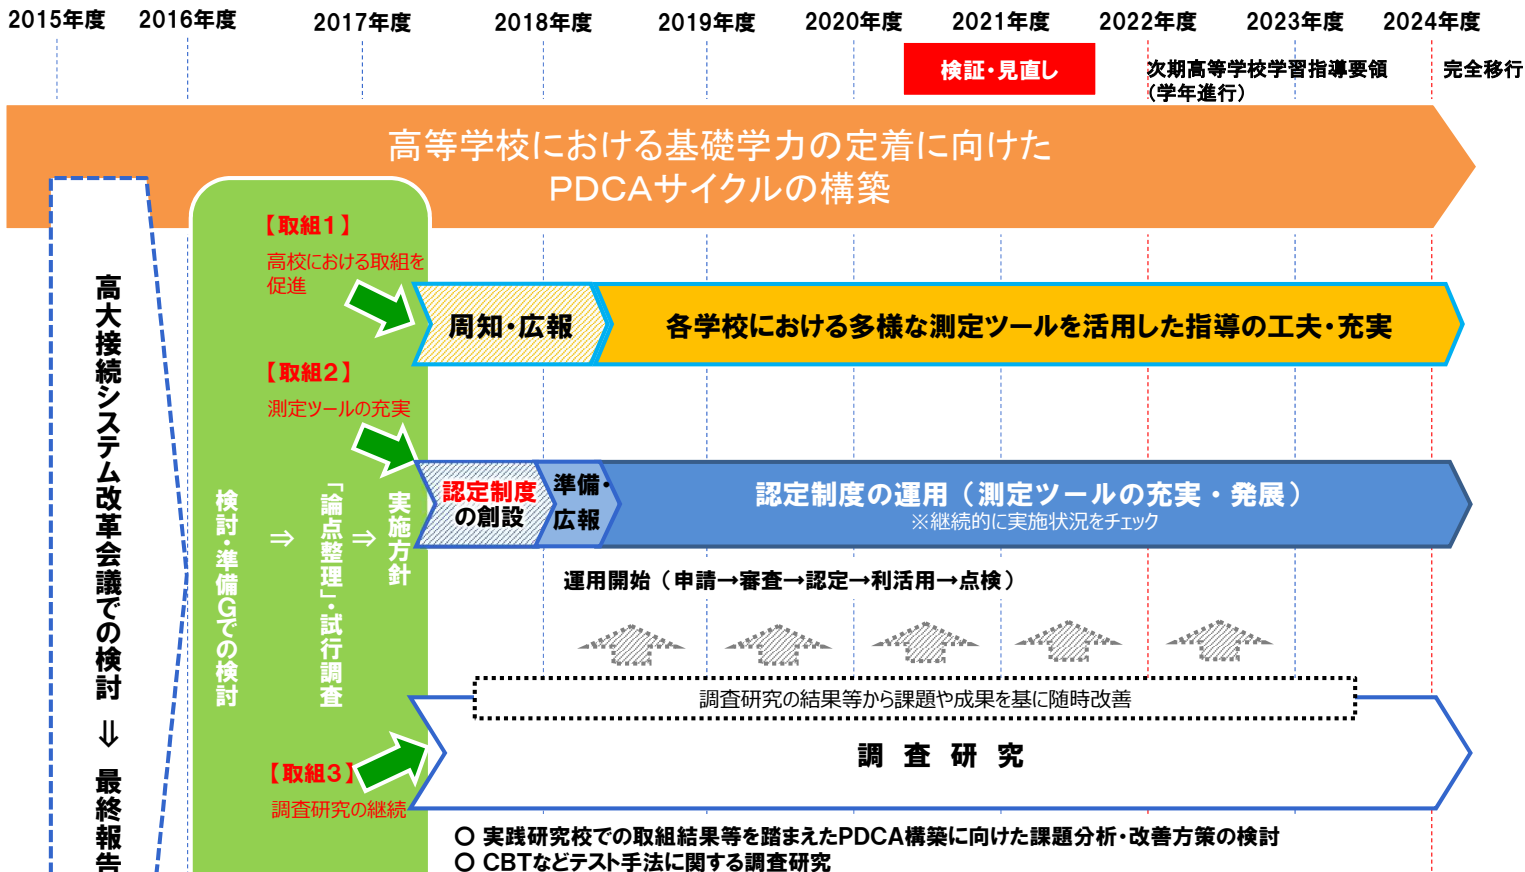 2015年度
2016年度
2017年度
2018年度
2019年度
2020年度
2021年度
2022年度
2023年度
2024年度
検証・見直し
次期高等学校学習指導要領
(学年進行)
完全移行
高等学校における基礎学力の定着に向けた
PDCAサイクルの構築
高大接続システム改革会議での検討 ⇓ 最終報告
【取組1】
高校における取組を
促進
周知・広報
各学校における多様な測定ツールを活用した指導の工夫・充実
【取組2】
測定ツールの充実
検討・準備Gでの検討
⇒
「論点整理」・試行調査
⇒
実施方針
認定制度
の創設
準備・
広報
認定制度の運用(測定ツールの充実・発展)
※継続的に実施状況をチェック
運用開始(申請→審査→認定→利活用→点検)
調査研究の結果等から課題や成果を基に随時改善
調査研究
【取組3】
調査研究の継続
○ 実践研究校での取組結果等を踏まえたPDCA構築に向けた課題分析・改善方策の検討
○ CBTなどテスト手法に関する調査研究